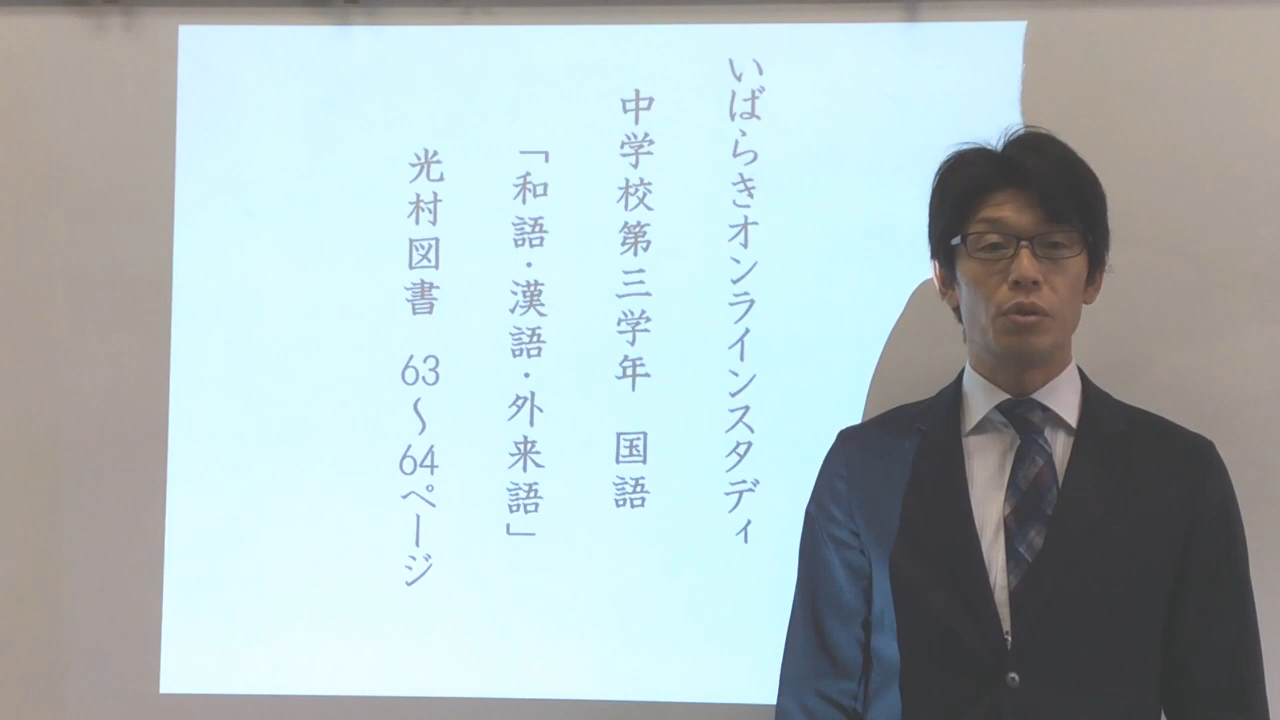 いばらきオンラインスタディ
中学校第三学年　国語
「和語・漢語・外来語」
光村図書　63～64ページ